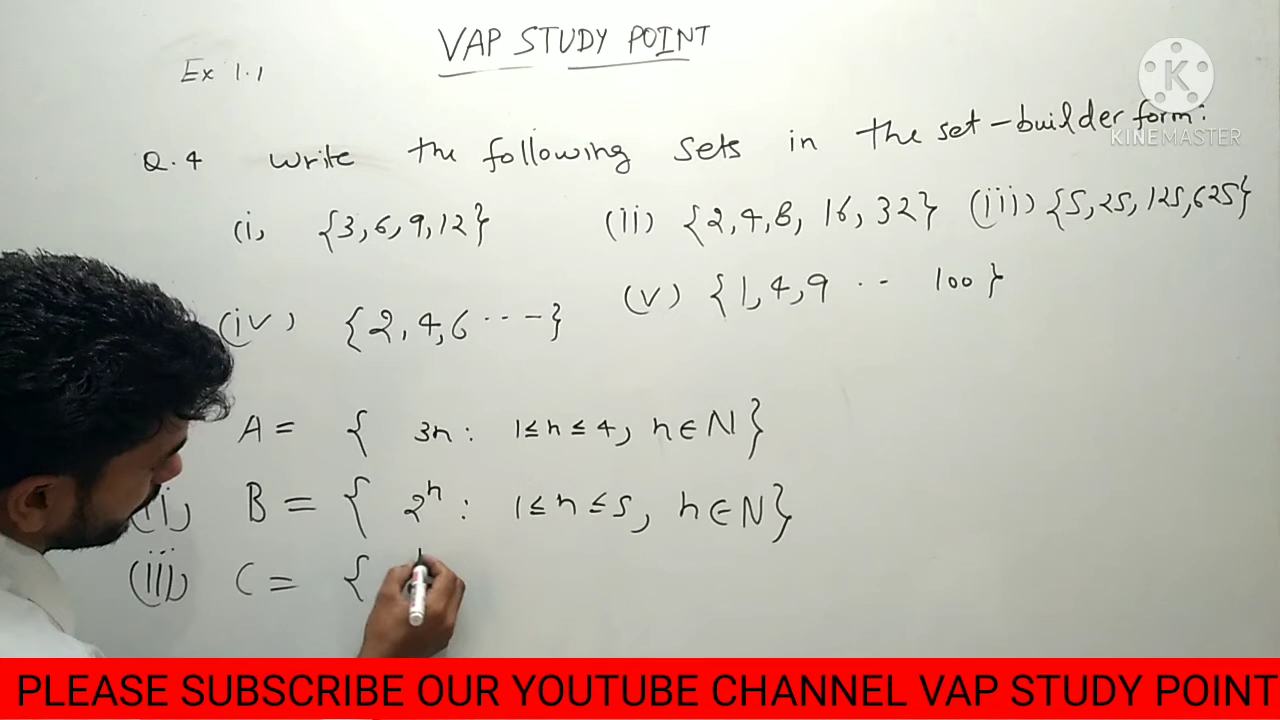 VAP STUDY POINT
Ex 1.1
K
KINEMASTER
Q.4 Write the following sets in the set-builder form:
(i) {3,6,9,12} (ii) {2,4,8, 16, 32} (iii) {5,25,125,625}
(iv) {2,4,6 ----} (v) {1,4,9 .. 100}
A = { 3n : 1≤n≤4, n∈N}
(ii) B = { 2ⁿ : 1≤n≤5, n∈N}
(iii) C = {
PLEASE SUBSCRIBE OUR YOUTUBE CHANNEL VAP STUDY POINT